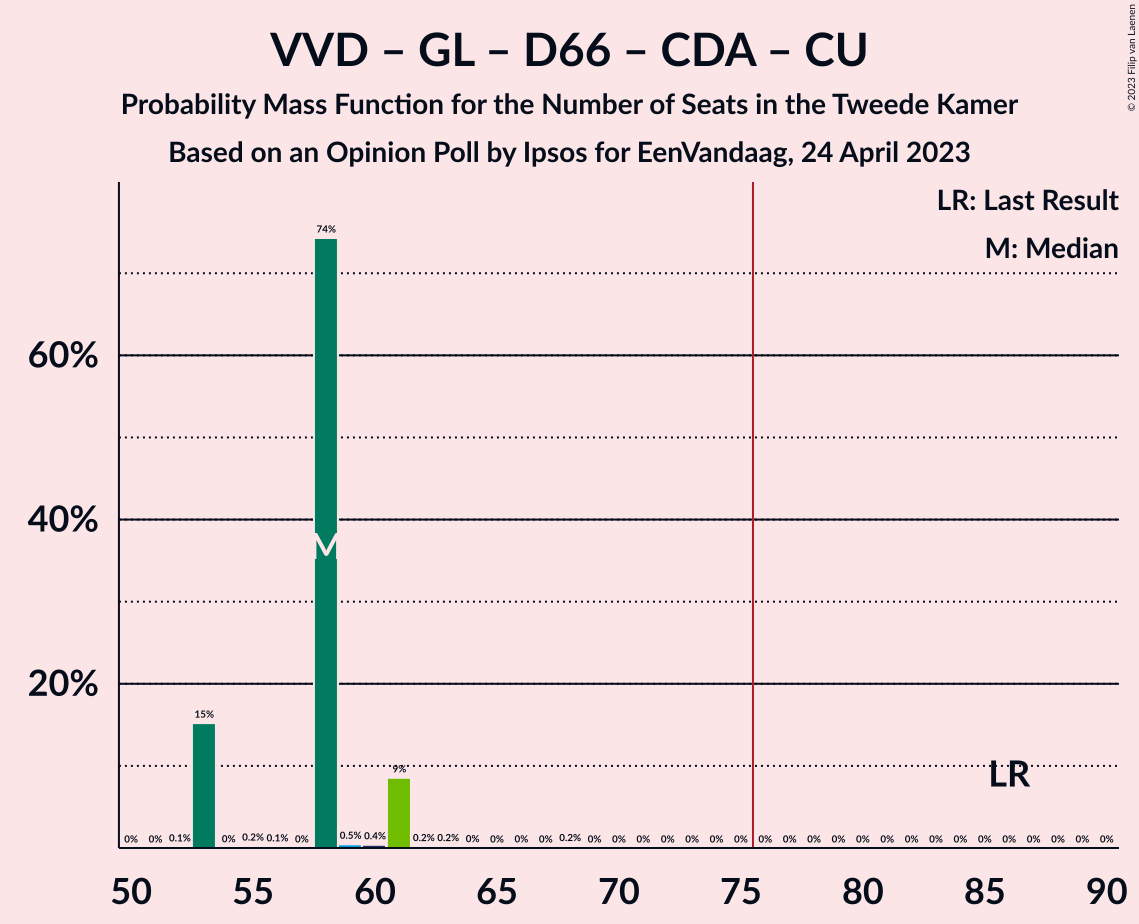 VVD – GL – D66 – CDA – CU
Probability Mass Function for the Number of Seats in the Tweede Kamer
Based on an Opinion Poll by Ipsos for EenVandaag, 24 April 2023
© 2023 Filip van Laenen
LR: Last Result
M: Median
74%
60%
M
40%
20%
15%
9%
LR
0% 0% 0.1% 0% 0.2% 0.1% 0% 0.5% 0.4% 0.2% 0.2% 0% 0% 0% 0% 0.2% 0% 0% 0% 0% 0% 0% 0% 0% 0% 0% 0% 0% 0% 0% 0% 0% 0% 0% 0% 0% 0% 0%
50 55 60 65 70 75 80 85 90